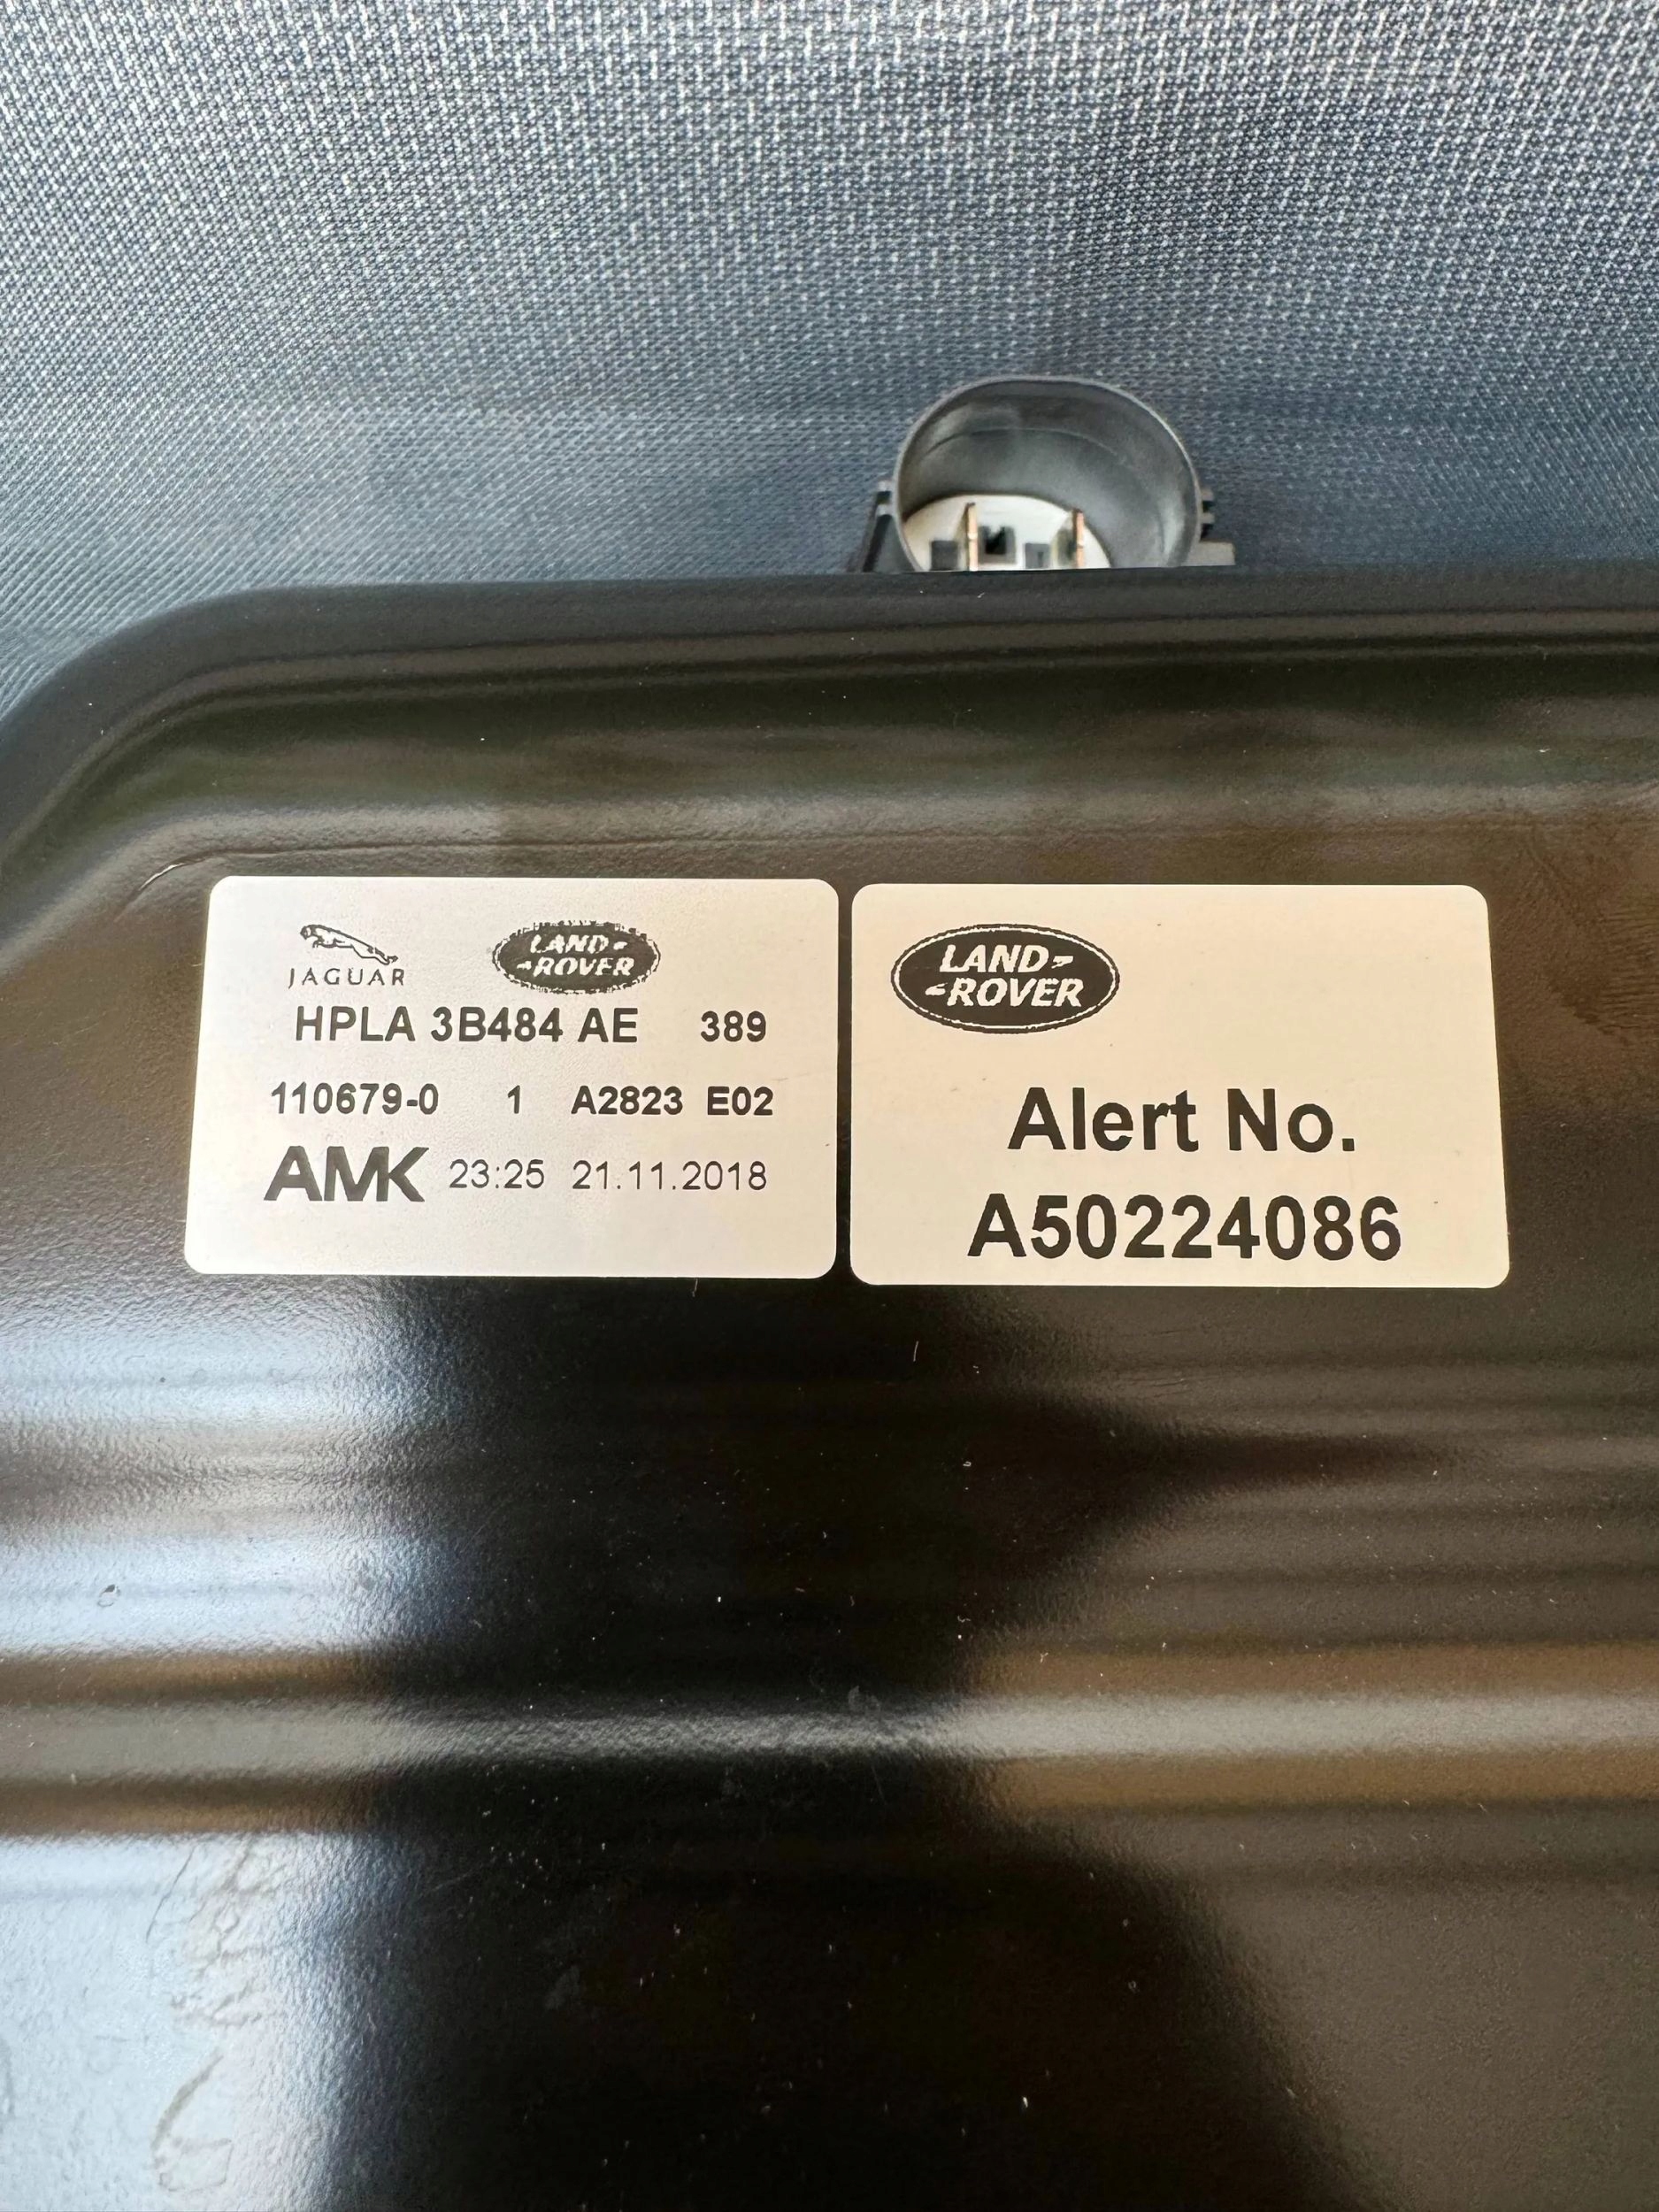 JAGUAR
LAND-
-ROVER
HPLA 3B484 AE 389
110679-0 1 A2823 E02
AMK 23:25 21.11.2018
LAND-
-ROVER
Alert No.
A50224086